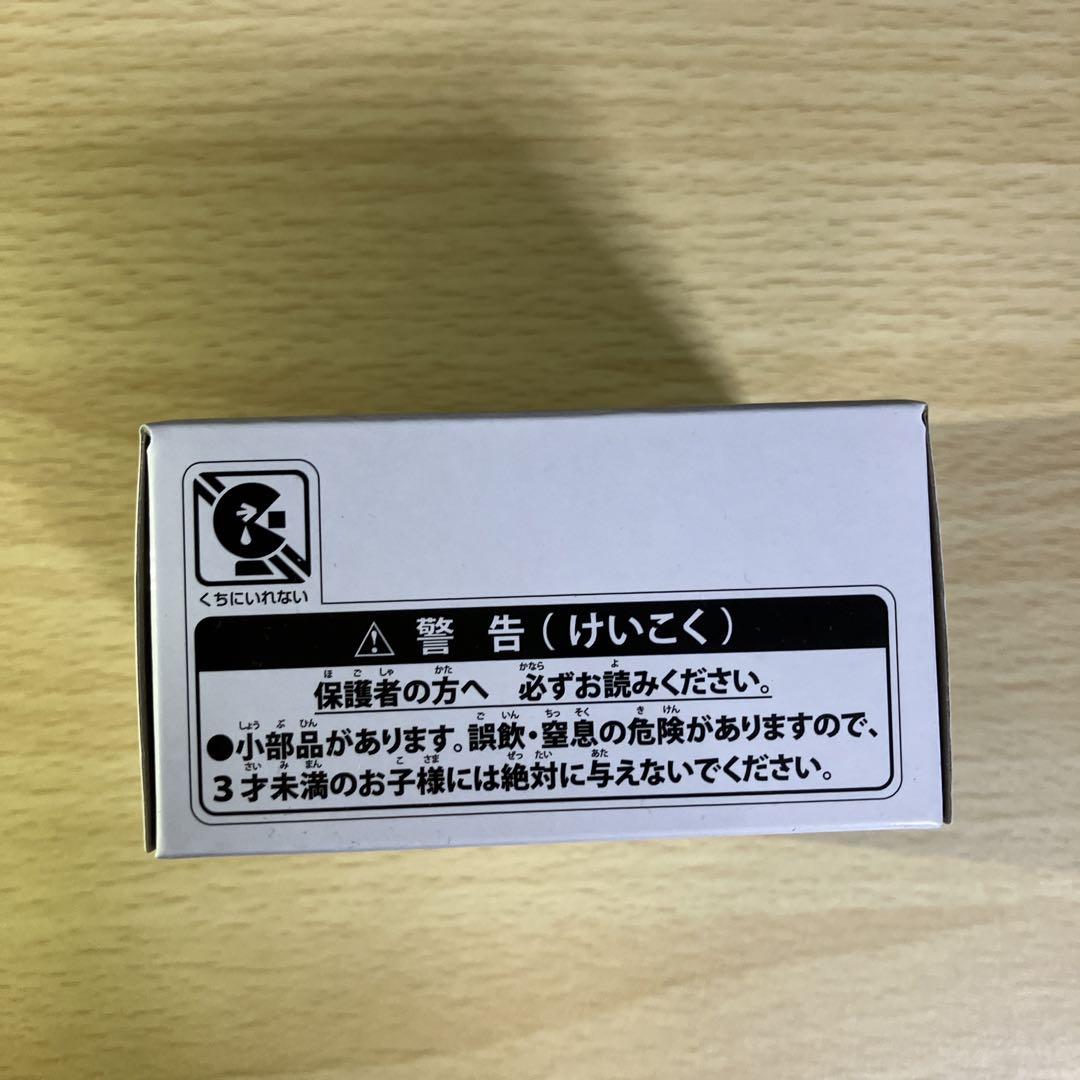 くちにいれない
⚠ 警告(けいこく)
ほごしゃ かた かなら よ
保護者の方へ 必ずお読みください。
しょうぶひん ごいん ちっそく きけん
●小部品があります。誤飲・窒息の危険がありますので、
さいみまん こさま ぜったい あた
3才未満のお子様には絶対に与えないでください。